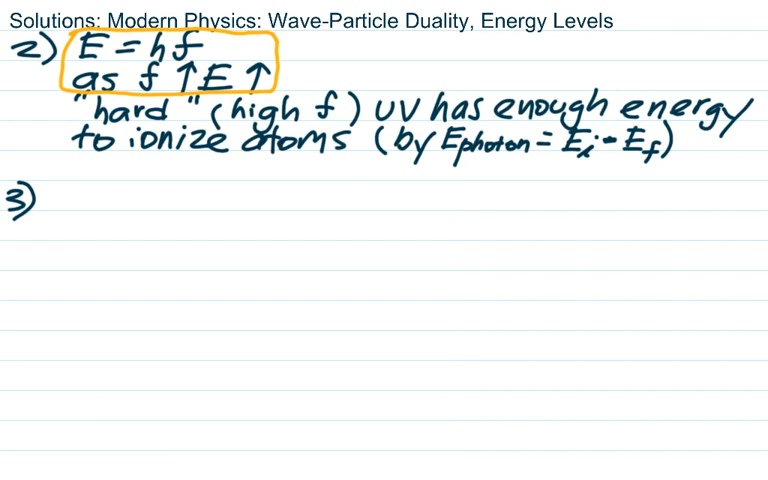 Solutions: Modern Physics: Wave-Particle Duality, Energy Levels
2) E = hf
as f ↑ E ↑
"hard" (high f) UV has enough energy
to ionize atoms (by Ephoton = Ei - Ef)
3)